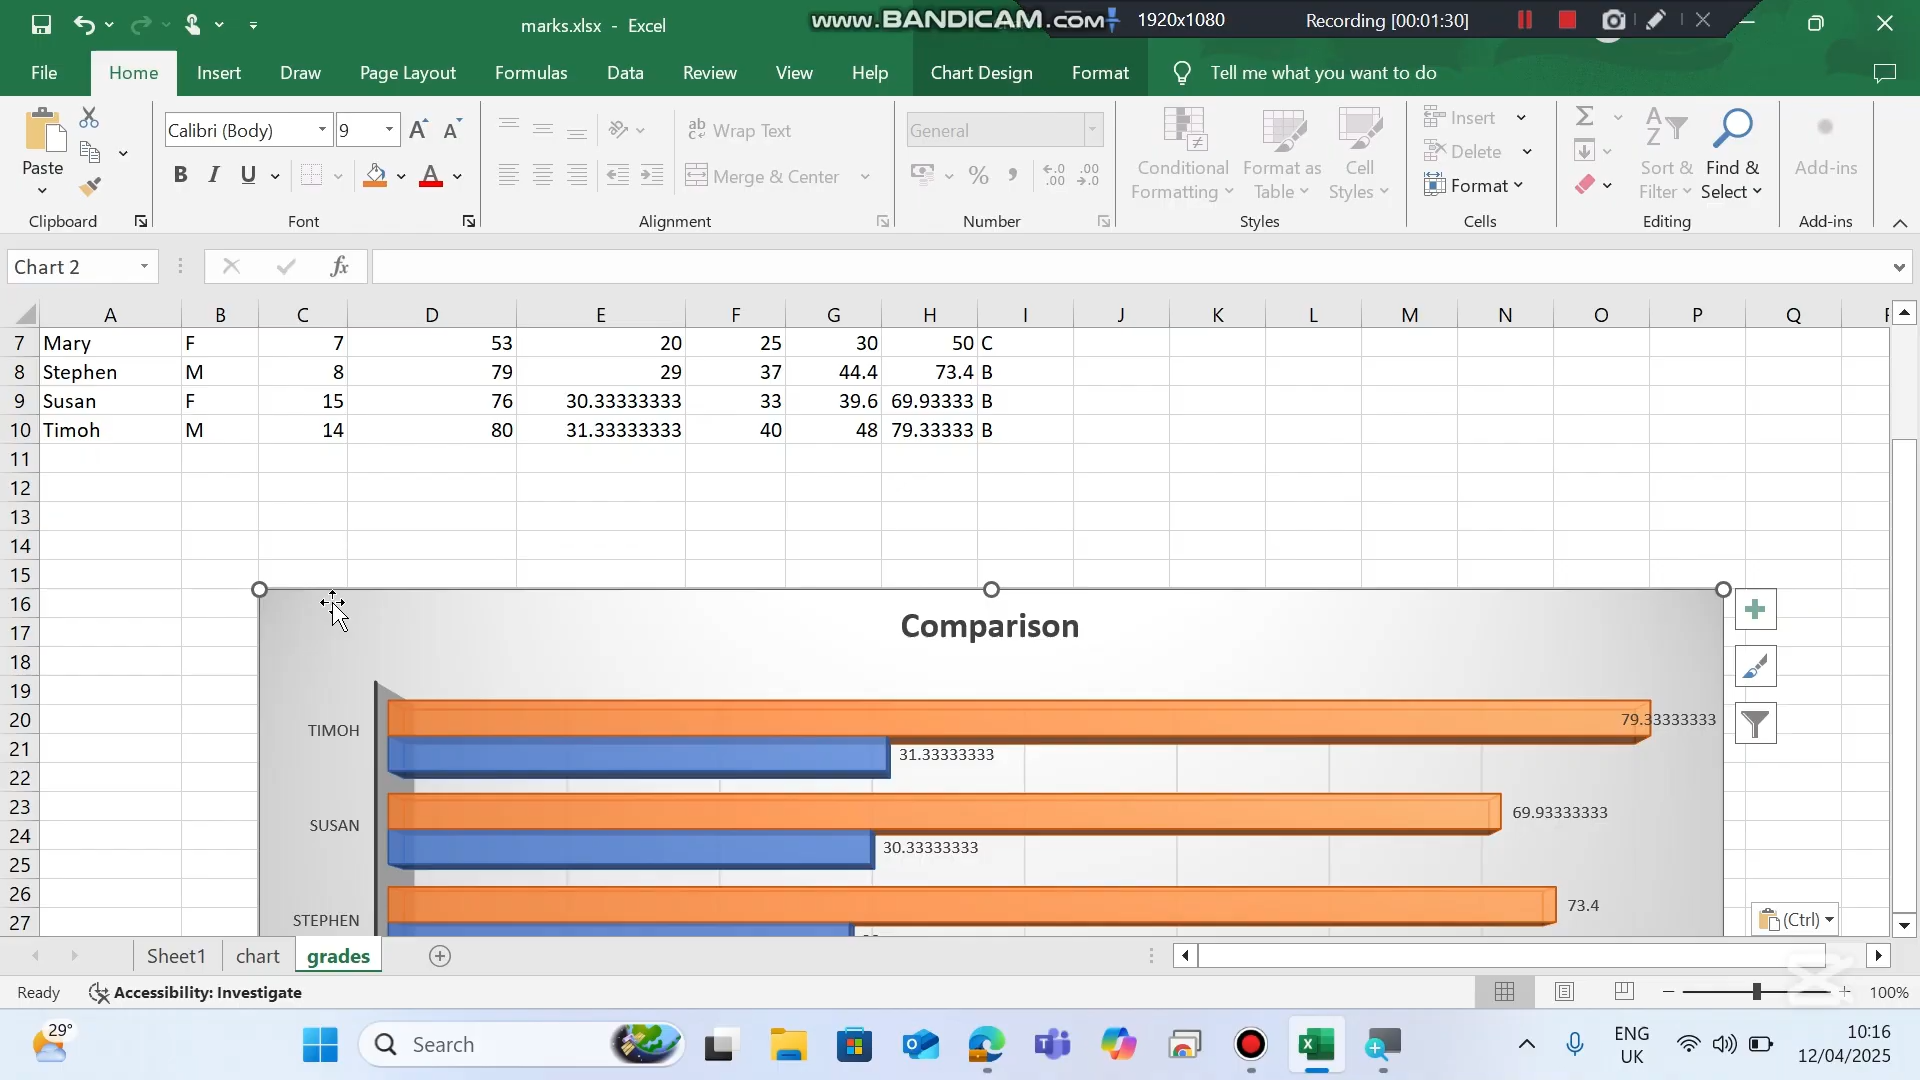 marks.xlsx - Excel
www.BANDICAM.com
1920x1080
Recording [00:01:30]
File Home Insert Draw Page Layout Formulas Data Review View Help Chart Design Format Tell me what you want to do
Paste
Clipboard
Calibri (Body) 9
B I U
Font
Wrap Text
Merge & Center
Alignment
General
Number
Conditional Formatting
Format as Table
Cell Styles
Styles
Insert
Delete
Format
Cells
Sort & Filter
Find & Select
Editing
Add-ins
Add-ins
Chart 2
fx
A B C D E F G H I J K L M N O P Q
7 Mary F 7 53 20 25 30 50 C
8 Stephen M 8 79 29 37 44.4 73.4 B
9 Susan F 15 76 30.33333333 33 39.6 69.93333 B
10 Timoh M 14 80 31.33333333 40 48 79.33333 B
11
12
13
14
15
16
17
18
19
20
21
22
23
24
25
26
27
Comparison
TIMOH
79.33333333
31.33333333
SUSAN
69.93333333
30.33333333
STEPHEN
73.4
(Ctrl)
Sheet1 chart grades
Ready Accessibility: Investigate
100%
29°
Search
ENG
UK
10:16
12/04/2025